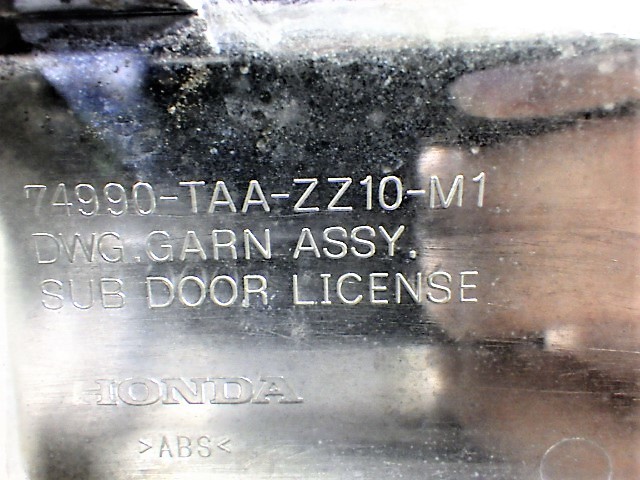 74990-TAA-ZZ10-M1
DWG.GARN ASSY.
SUB DOOR LICENSE
HONDA
>ABS<